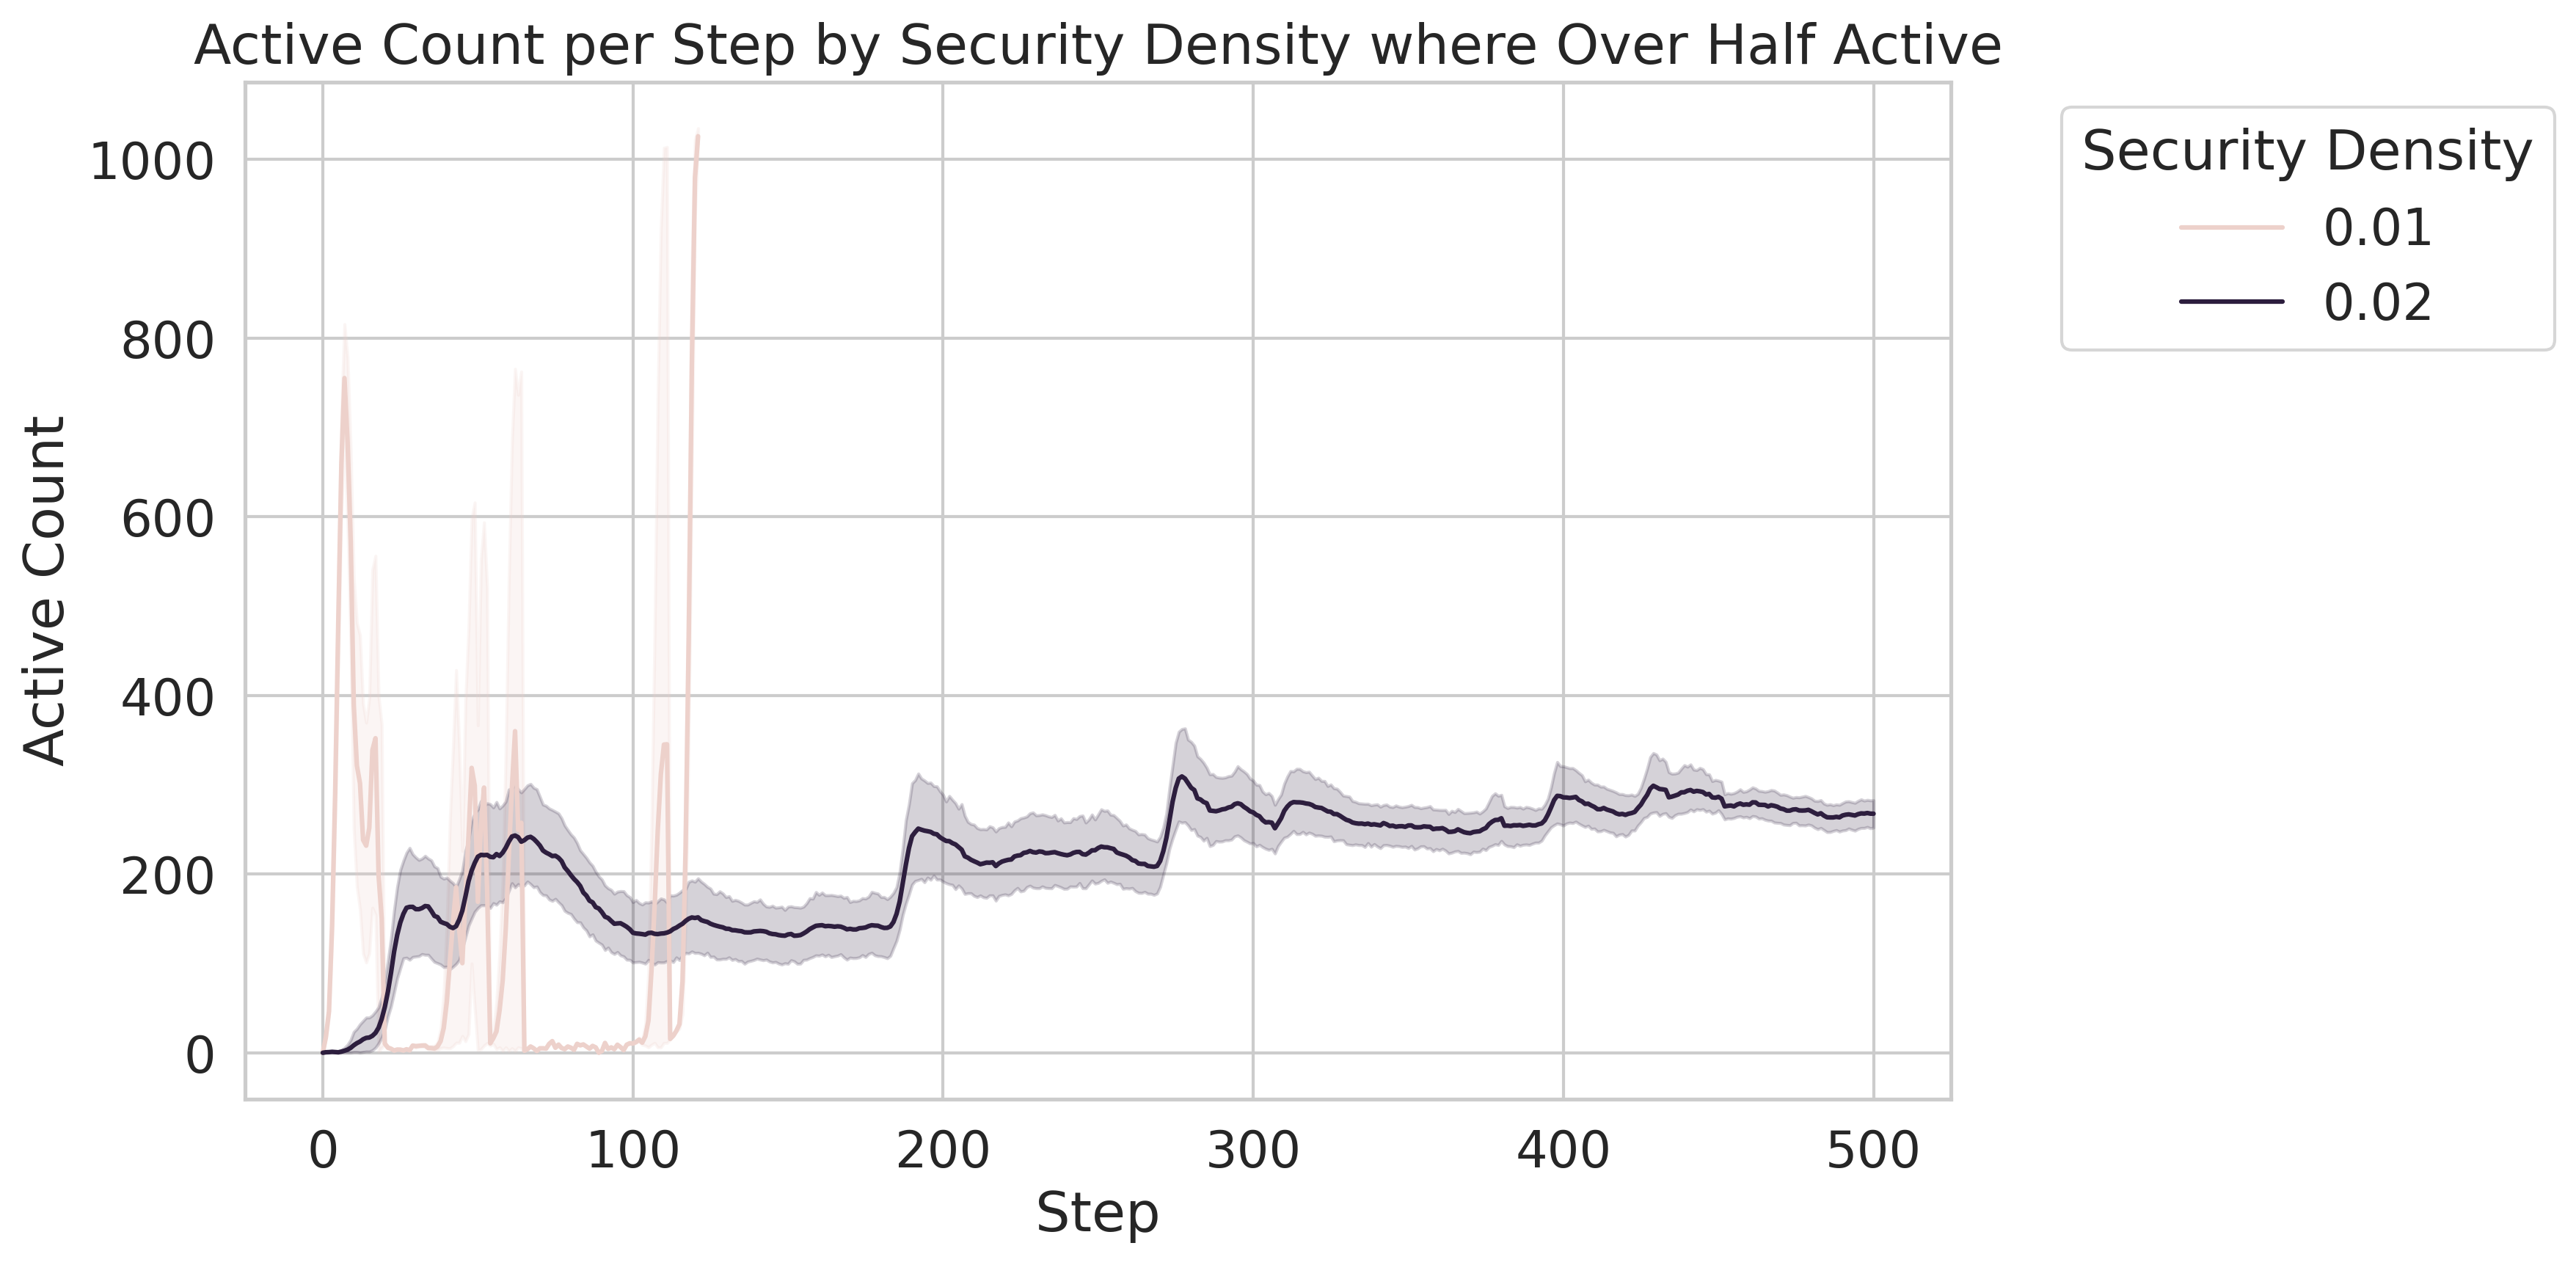 Active Count per Step by Security Density where Over Half Active
Active Count
1000
800
600
400
200
0
0 100 200 300 400 500
Step
Security Density
0.01
0.02